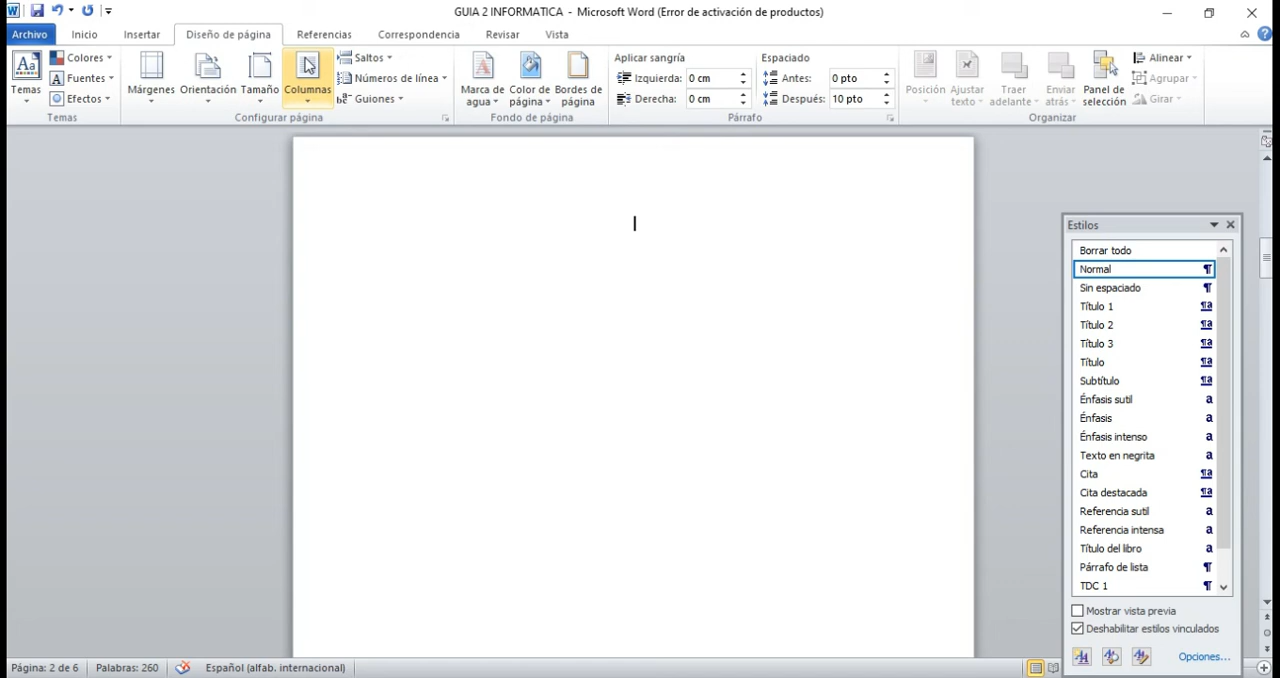 GUIA 2 INFORMATICA - Microsoft Word (Error de activación de productos)
Archivo Inicio Insertar Diseño de página Referencias Correspondencia Revisar Vista
Temas Colores Fuentes Efectos
Temas
Márgenes Orientación Tamaño Columnas Saltos Números de línea Guiones
Configurar página
Marca de agua Color de página Bordes de página
Fondo de página
Aplicar sangría Espaciado
Izquierda: 0 cm Antes: 0 pto
Derecha: 0 cm Después: 10 pto
Párrafo
Posición Ajustar texto Traer adelante Enviar atrás Panel de selección Alinear Agrupar Girar
Organizar
Estilos
Borrar todo
Normal
Sin espaciado
Título 1
Título 2
Título 3
Título
Subtítulo
Énfasis sutil
Énfasis
Énfasis intenso
Texto en negrita
Cita
Cita destacada
Referencia sutil
Referencia intensa
Título del libro
Párrafo de lista
TDC 1
Mostrar vista previa
Deshabilitar estilos vinculados
Opciones...
Página: 2 de 6 Palabras: 260 Español (alfab. internacional)